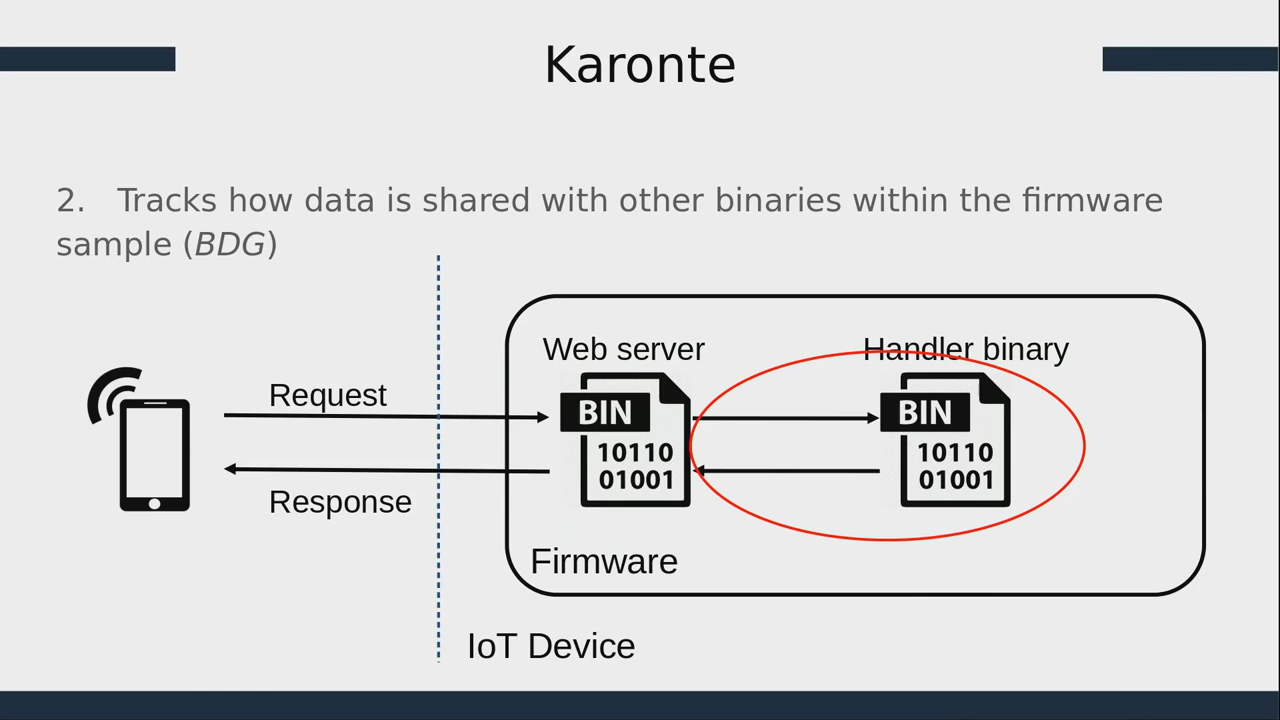 Karonte
2. Tracks how data is shared with other binaries within the firmware
sample (BDG)
Web server
Handler binary
Request
BIN
10110
01001
BIN
10110
01001
Response
Firmware
IoT Device